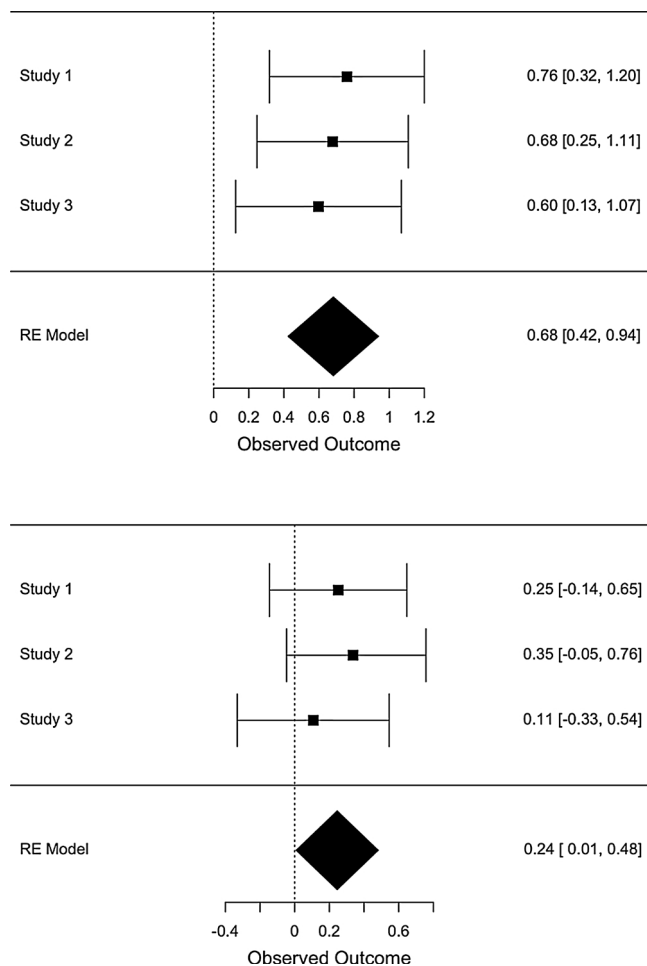 Study 1 0.76 [0.32, 1.20]
Study 2 0.68 [0.25, 1.11]
Study 3 0.60 [0.13, 1.07]
RE Model 0.68 [0.42, 0.94]
0 0.2 0.4 0.6 0.8 1 1.2
Observed Outcome
Study 1 0.25 [-0.14, 0.65]
Study 2 0.35 [-0.05, 0.76]
Study 3 0.11 [-0.33, 0.54]
RE Model 0.24 [ 0.01, 0.48]
-0.4 0 0.2 0.6
Observed Outcome